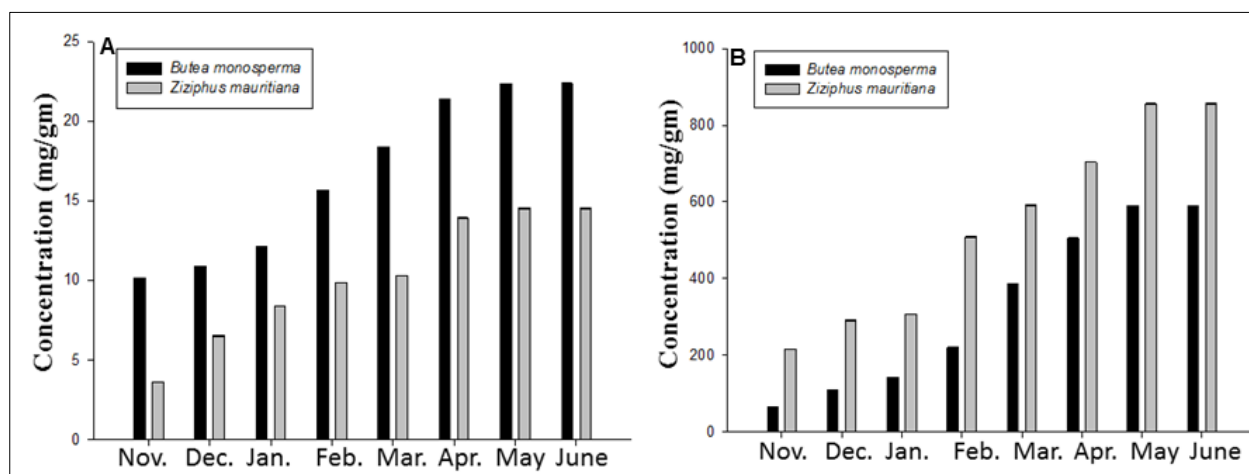 A
Butea monosperma
Ziziphus mauritiana
Concentration (mg/gm)
25
20
15
10
5
0
Nov. Dec. Jan. Feb. Mar. Apr. May June
B
Butea monosperma
Ziziphus mauritiana
Concentration (mg/gm)
1000
800
600
400
200
0
Nov. Dec. Jan. Feb. Mar. Apr. May June